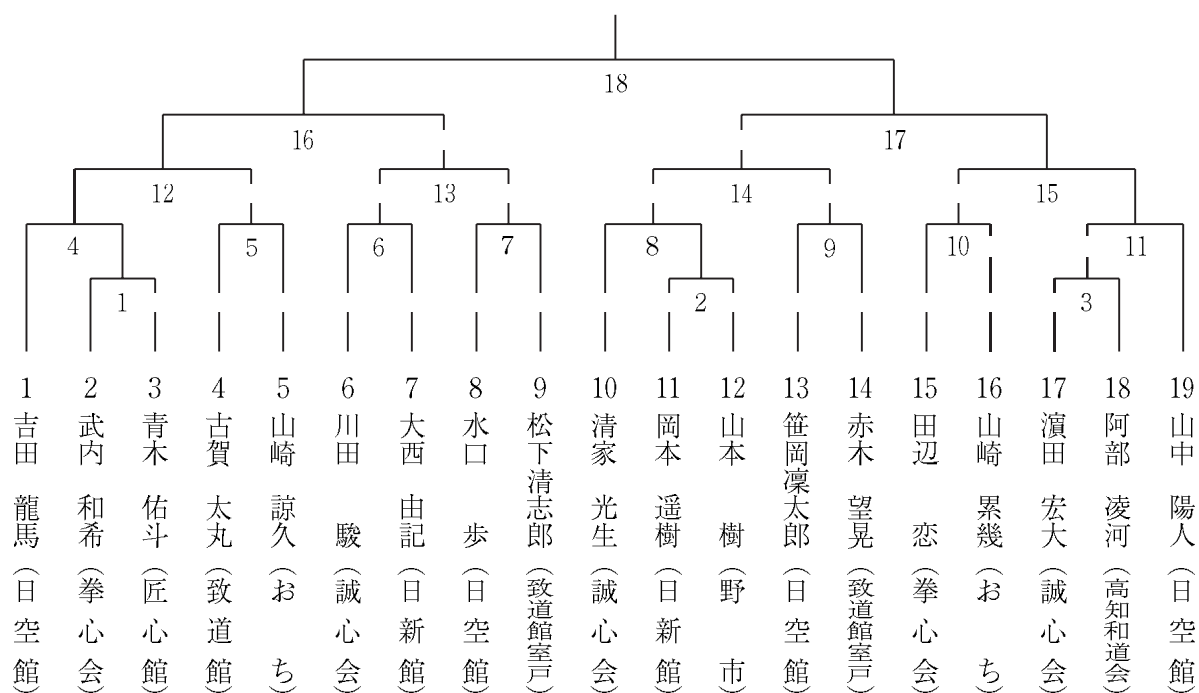 18
16
17
12
13
14
15
4
5
6
7
8
9
10
11
1
2
3
1 吉田 龍馬 (日空館)
2 武内 和希 (拳心会)
3 青木 佑斗 (匠心館)
4 古賀 太丸 (致道館)
5 山崎 諒久 (おち)
6 川田 駿 (誠心会)
7 大西 由記 (日新館)
8 水口 歩 (日空館)
9 松下清志郎 (致道館室戸)
10 清家 光生 (誠心会)
11 岡本 遥樹 (日新館)
12 山本 樹 (野市)
13 笹岡凜太郎 (日空館)
14 赤木 望晃 (致道館室戸)
15 田辺 恋 (拳心会)
16 山崎 累幾 (おち)
17 濵田 宏大 (誠心会)
18 阿部 凌河 (高知和道会)
19 山中 陽人 (日空館)